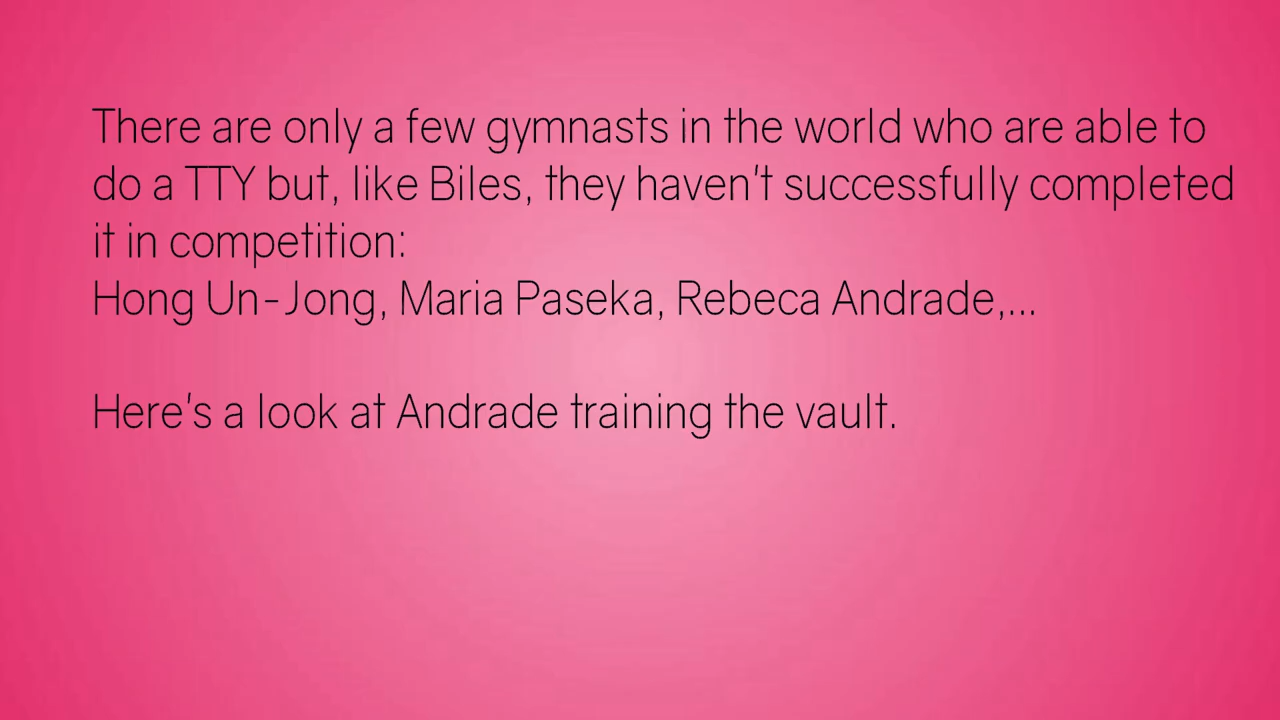 There are only a few gymnasts in the world who are able to
do a TTY but, like Biles, they haven't successfully completed
it in competition:
Hong Un-Jong, Maria Paseka, Rebeca Andrade,...
Here's a look at Andrade training the vault.